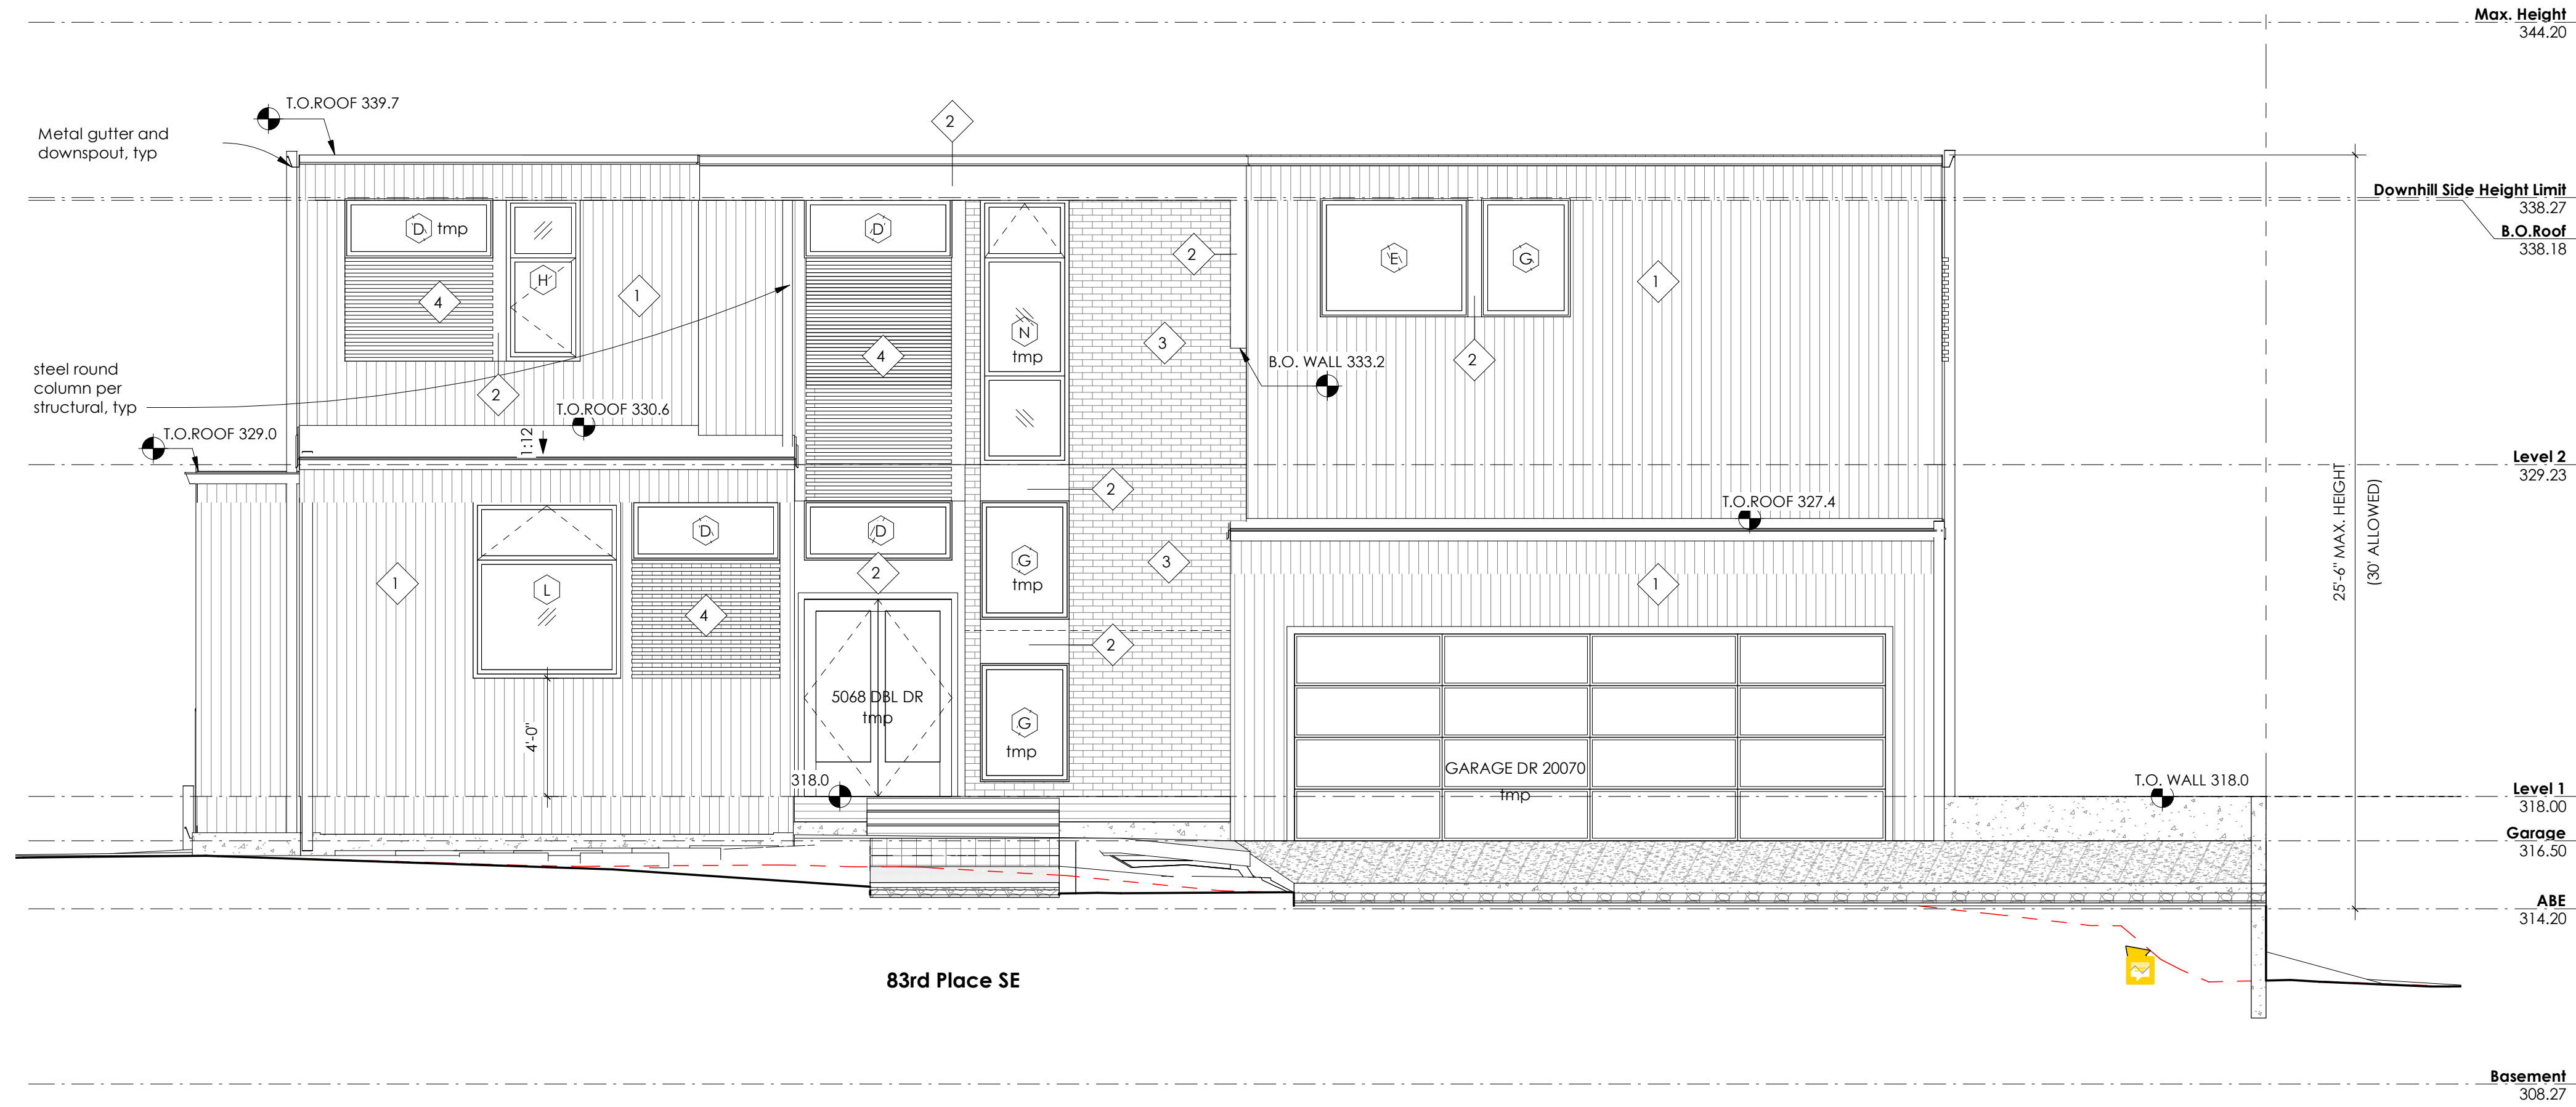 Max. Height
344.20
T.O.ROOF 339.7
Metal gutter and
downspout, typ
2
Downhill Side Height Limit
338.27
B.O.Roof
338.18
D tmp
H
4
1
2
D
4
N
tmp
2
3
E
G
1
2
B.O. WALL 333.2
steel round
column per
structural, typ
T.O.ROOF 330.6
T.O.ROOF 329.0
1:12
Level 2
329.23
2
T.O.ROOF 327.4
25'-6" MAX. HEIGHT
(30' ALLOWED)
1
L
D
4
D
2
G
tmp
3
1
2
5068 DBL DR
tmp
G
tmp
4'-0"
318.0
GARAGE DR 20070
tmp
T.O. WALL 318.0
Level 1
318.00
Garage
316.50
ABE
314.20
83rd Place SE
Basement
308.27